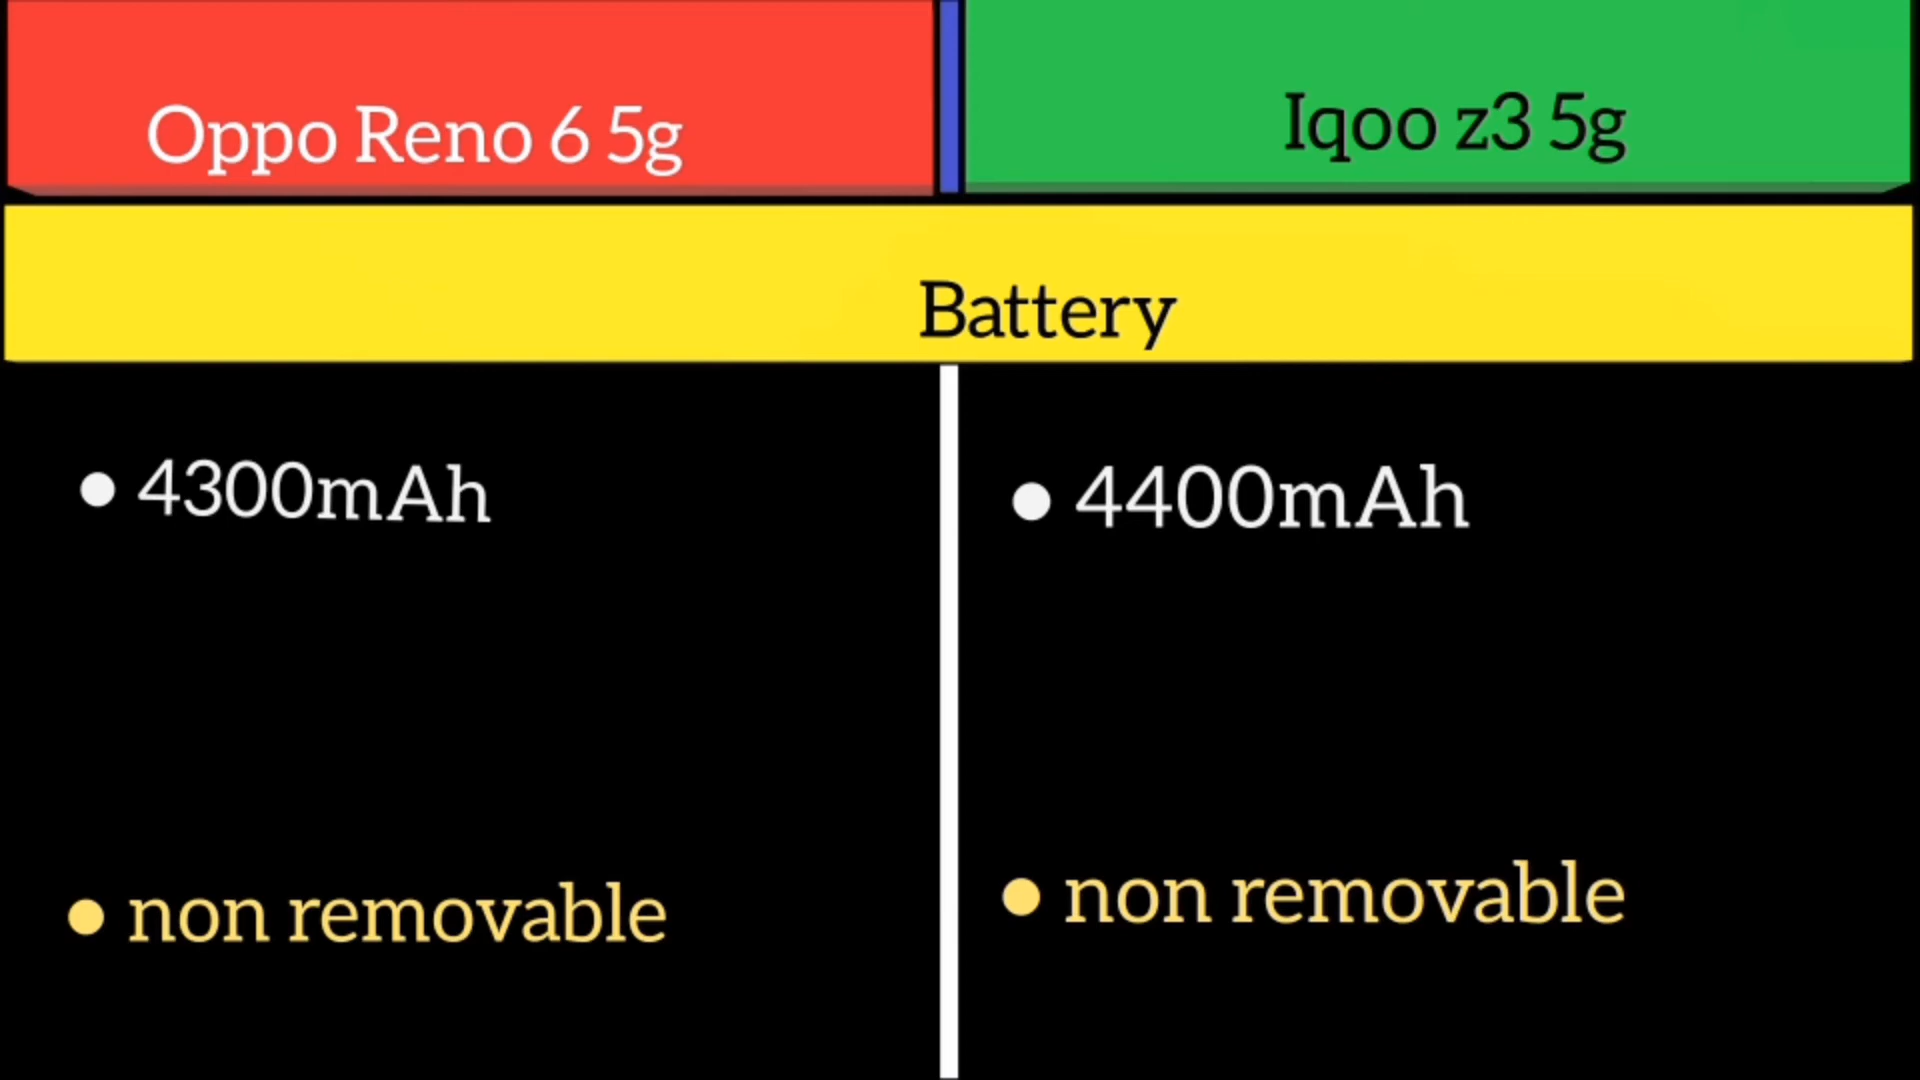 Oppo Reno 6 5g
Iqoo z3 5g
Battery
• 4300mAh
• 4400mAh
• non removable
• non removable